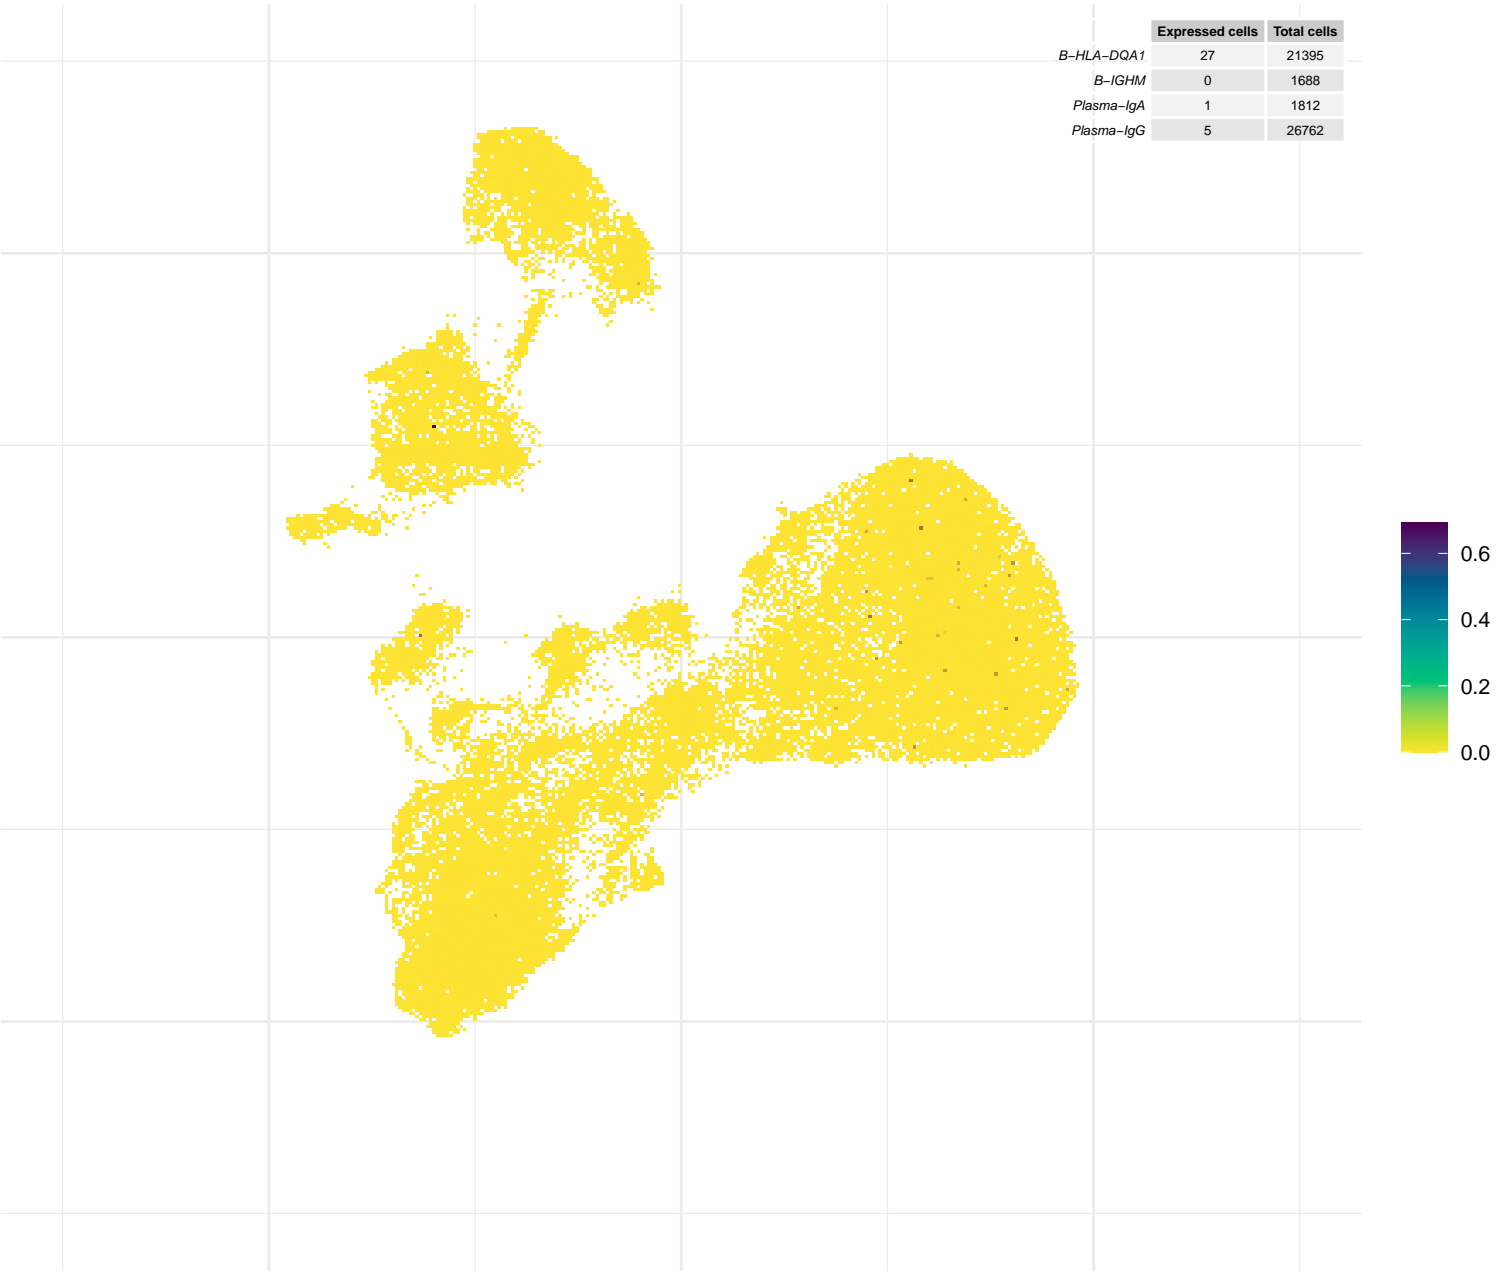 Expressed cells Total cells
B−HLA−DQA1 27 21395
B−IGHM 0 1688
Plasma−IgA 1 1812
Plasma−IgG 5 26762
0.6
0.4
0.2
0.0